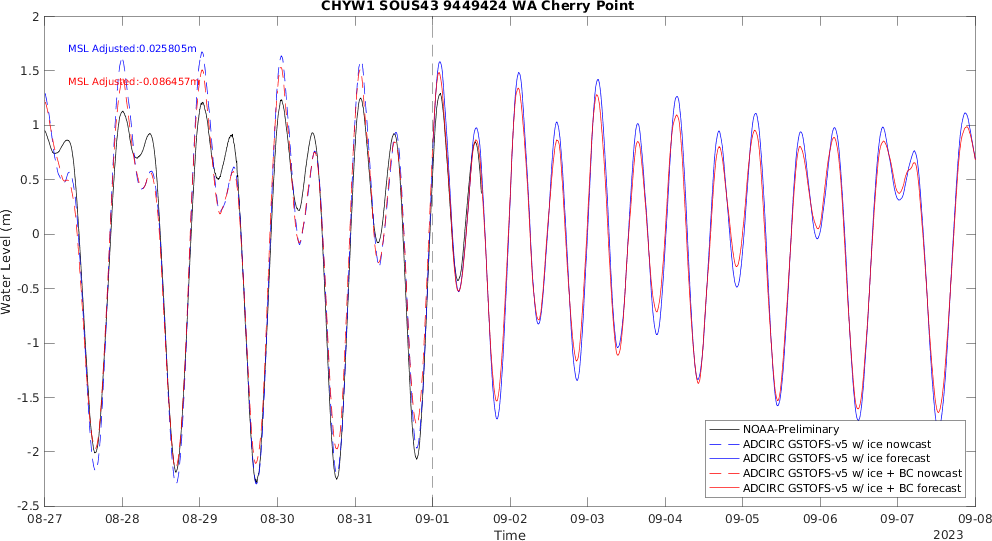 CHYW1 SOUS43 9449424 WA Cherry Point
MSL Adjusted:0.025805m
MSL Adjusted:-0.086457m
Water Level (m)
2
1.5
1
0.5
0
-0.5
-1
-1.5
-2
-2.5
NOAA-Preliminary
ADCIRC GSTOFS-v5 w/ ice nowcast
ADCIRC GSTOFS-v5 w/ ice forecast
ADCIRC GSTOFS-v5 w/ ice + BC nowcast
ADCIRC GSTOFS-v5 w/ ice + BC forecast
08-27 08-28 08-29 08-30 08-31 09-01 09-02 09-03 09-04 09-05 09-06 09-07 09-08
Time
2023